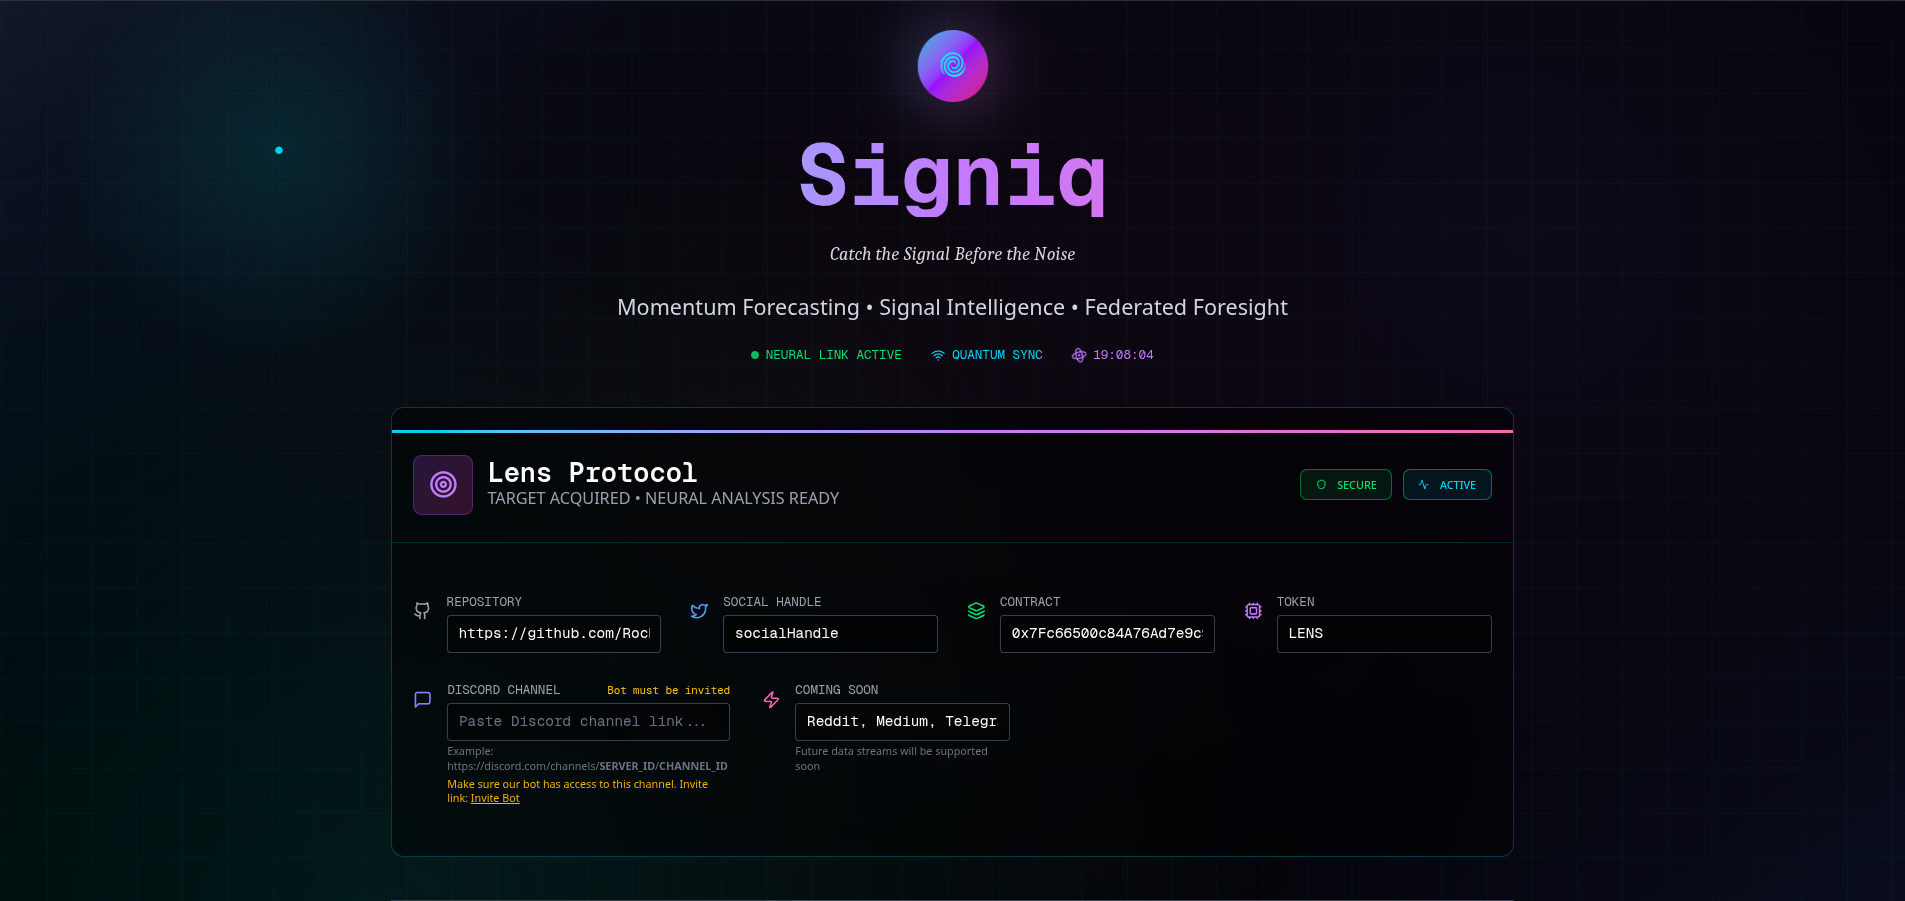 Signiq
Catch the Signal Before the Noise
Momentum Forecasting • Signal Intelligence • Federated Foresight
NEURAL LINK ACTIVE QUANTUM SYNC 19:08:04
Lens Protocol
TARGET ACQUIRED • NEURAL ANALYSIS READY
SECURE ACTIVE
REPOSITORY
https://github.com/Rocl
SOCIAL HANDLE
socialHandle
CONTRACT
0x7Fc66500c84A76Ad7e9c
TOKEN
LENS
DISCORD CHANNEL Bot must be invited
Paste Discord channel link...
Example:
https://discord.com/channels/SERVER_ID/CHANNEL_ID
Make sure our bot has access to this channel. Invite
link: Invite Bot
COMING SOON
Reddit, Medium, Telegr
Future data streams will be supported
soon